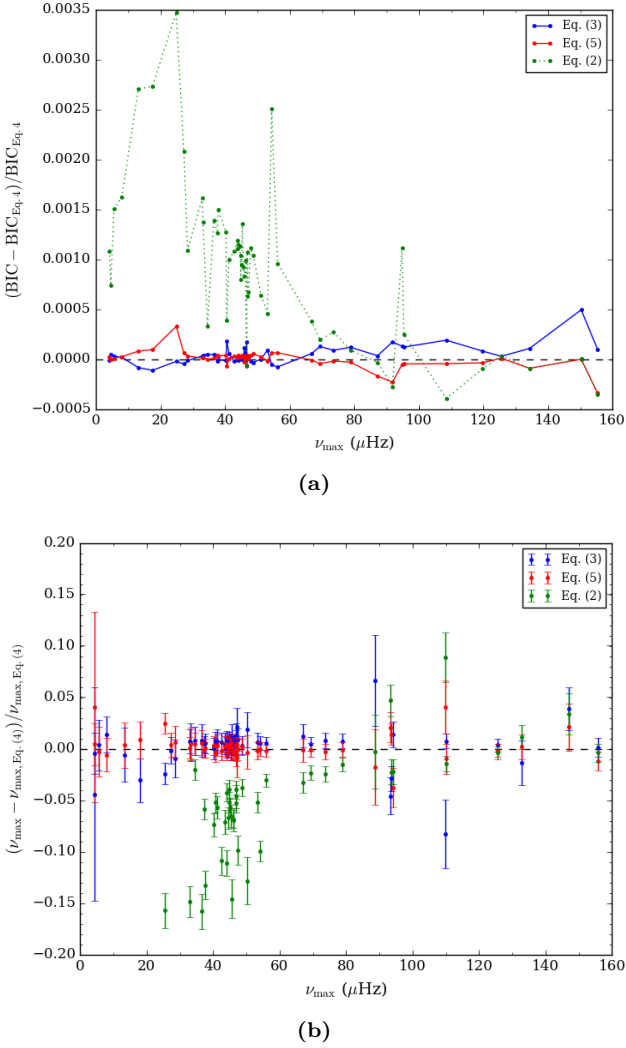 0.0035
0.0030
0.0025
0.0020
0.0015
0.0010
0.0005
0.0000
−0.0005
(BIC − BIC_Eq.4)/BIC_Eq.4
Eq. (3)
Eq. (5)
Eq. (2)
0 20 40 60 80 100 120 140 160
ν_max (μHz)
(a)
0.20
0.15
0.10
0.05
0.00
−0.05
−0.10
−0.15
−0.20
(ν_max − ν_max, Eq. (4))/ν_max, Eq. (4)
Eq. (3)
Eq. (5)
Eq. (2)
0 20 40 60 80 100 120 140 160
ν_max (μHz)
(b)